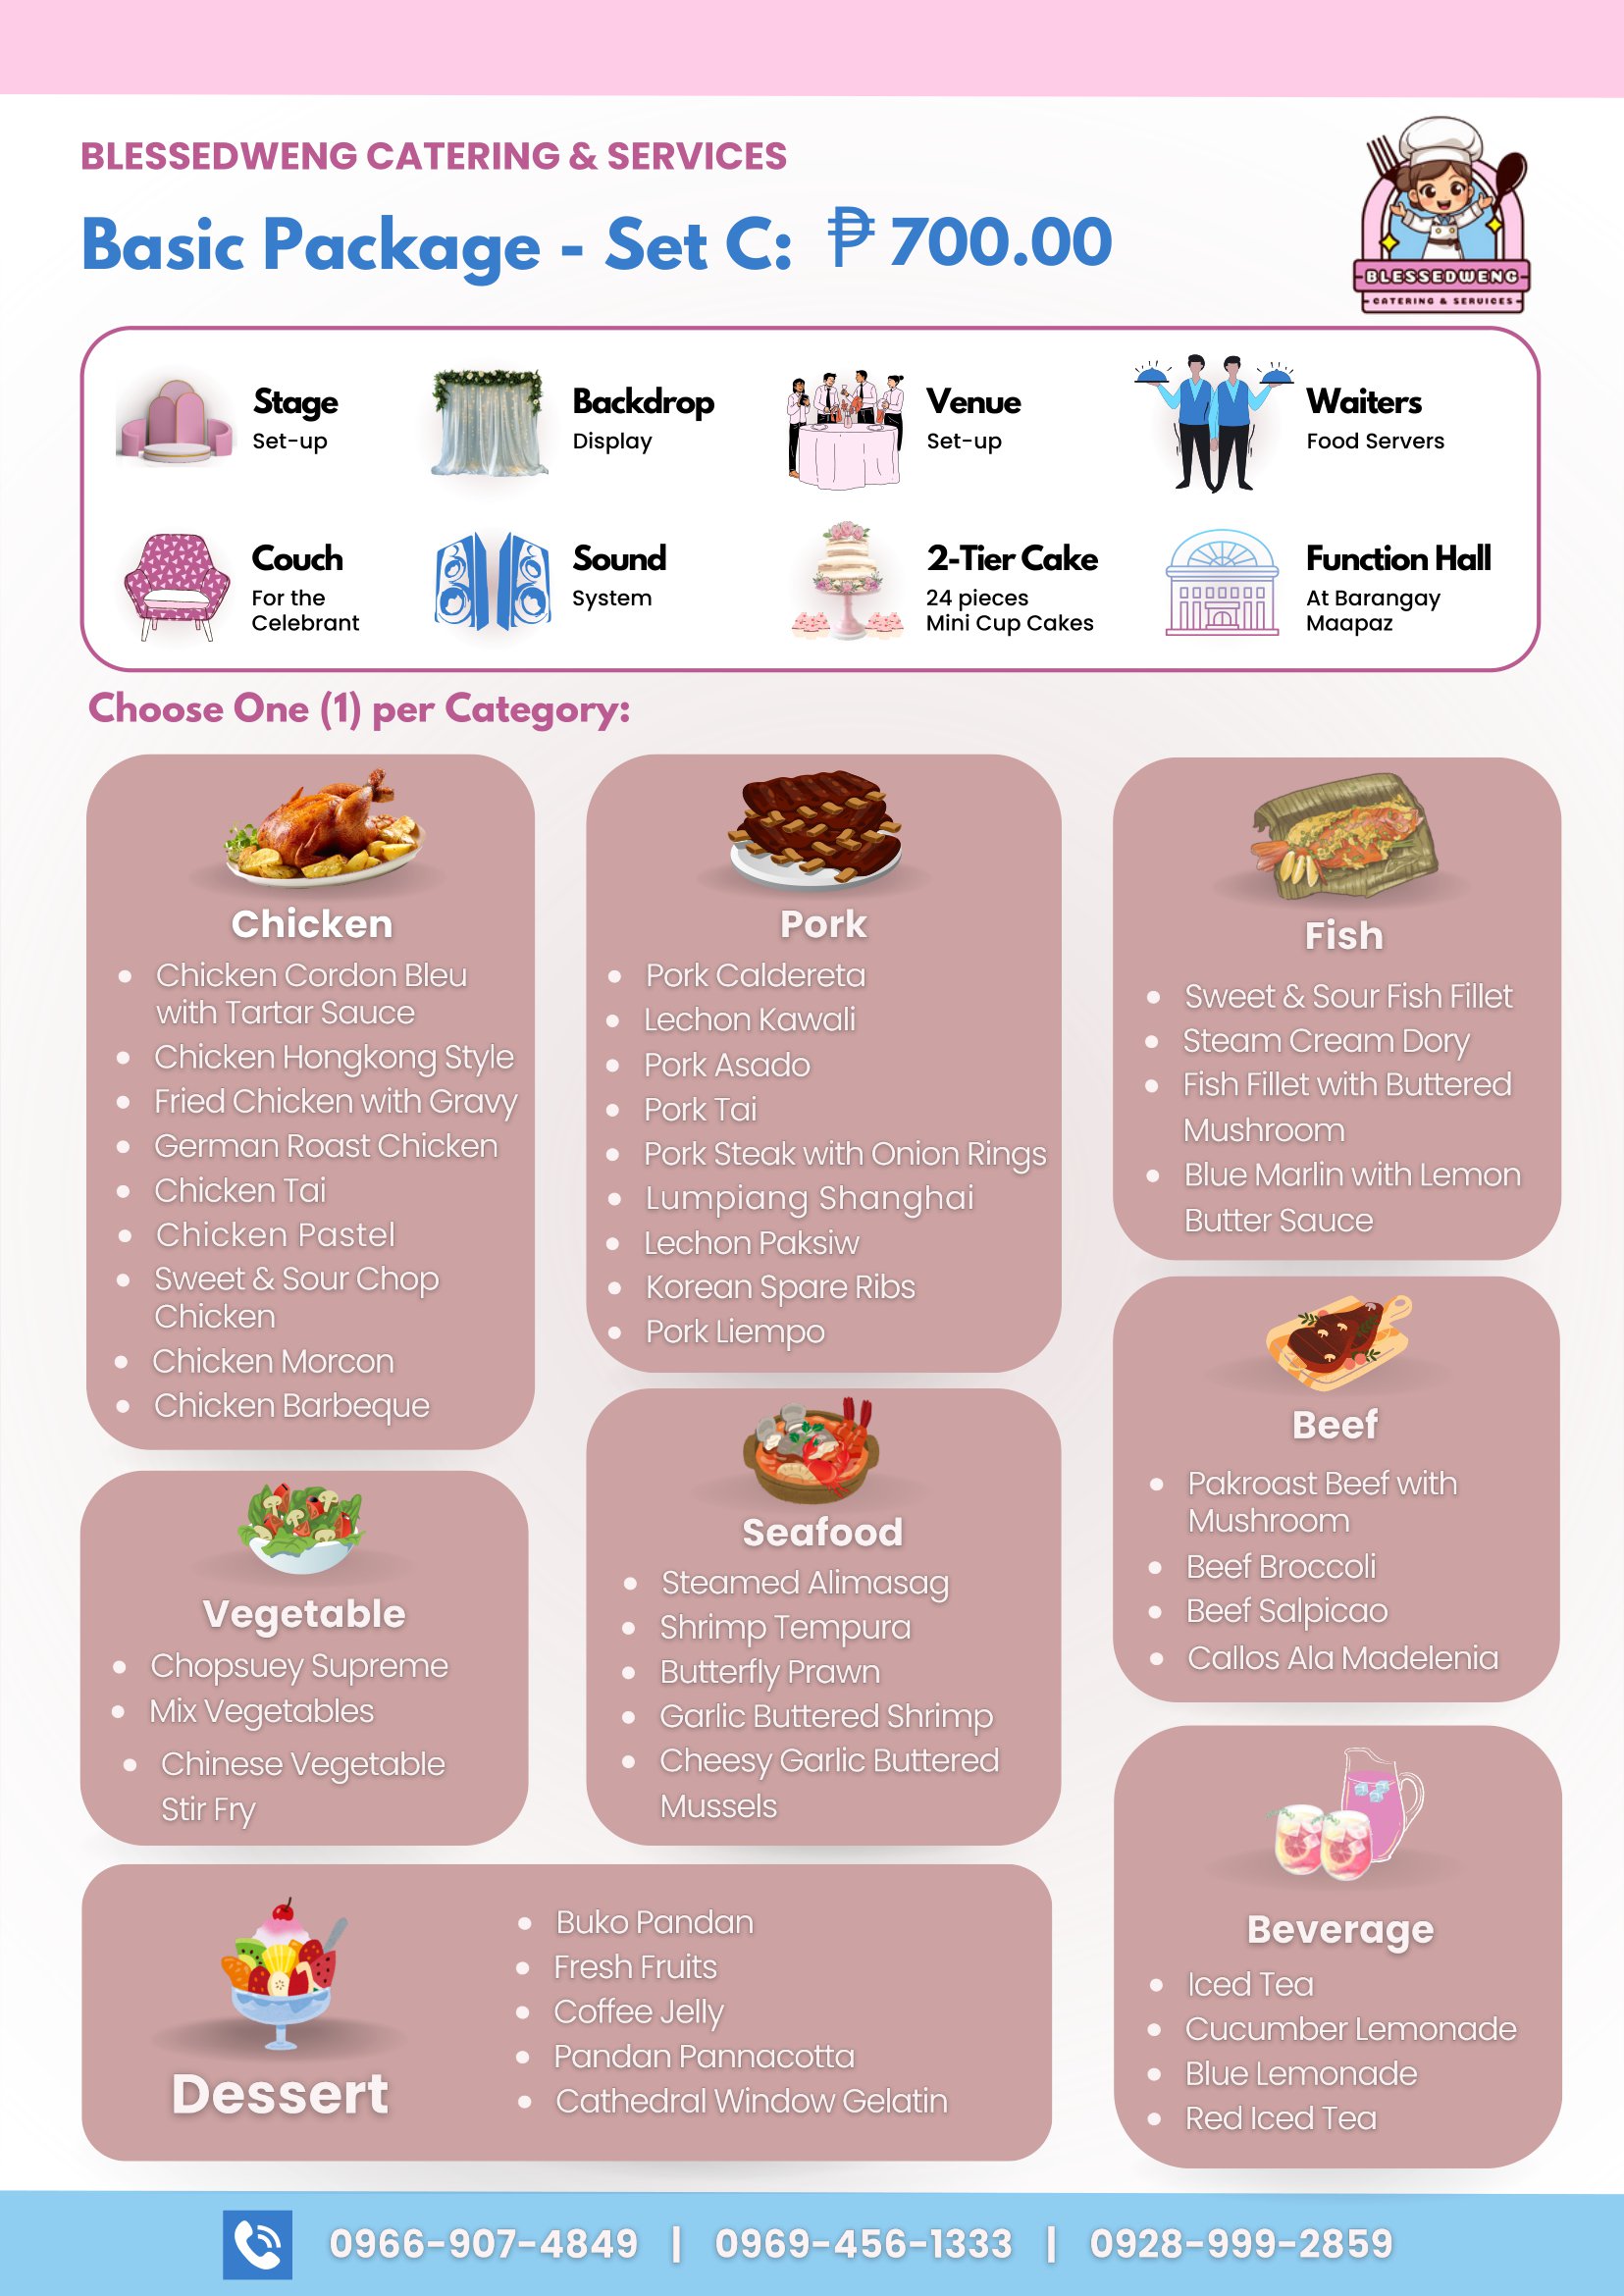 BLESSEDWENG CATERING & SERVICES
Basic Package - Set C: ₱ 700.00
BLESSEDWENG
CATERING & SERVICES
Stage
Set-up
Backdrop
Display
Venue
Set-up
Waiters
Food Servers
Couch
For the
Celebrant
Sound
System
2-Tier Cake
24 pieces
Mini Cup Cakes
Function Hall
At Barangay
Maapaz
Choose One (1) per Category:
Chicken
• Chicken Cordon Bleu
with Tartar Sauce
• Chicken Hongkong Style
• Fried Chicken with Gravy
• German Roast Chicken
• Chicken Tai
• Chicken Pastel
• Sweet & Sour Chop
Chicken
• Chicken Morcon
• Chicken Barbeque
Pork
• Pork Caldereta
• Lechon Kawali
• Pork Asado
• Pork Tai
• Pork Steak with Onion Rings
• Lumpiang Shanghai
• Lechon Paksiw
• Korean Spare Ribs
• Pork Liempo
Fish
• Sweet & Sour Fish Fillet
• Steam Cream Dory
• Fish Fillet with Buttered
Mushroom
• Blue Marlin with Lemon
Butter Sauce
Beef
• Pakroast Beef with
Mushroom
• Beef Broccoli
• Beef Salpicao
• Callos Ala Madelenia
Vegetable
• Chopsuey Supreme
• Mix Vegetables
• Chinese Vegetable
Stir Fry
Seafood
• Steamed Alimasag
• Shrimp Tempura
• Butterfly Prawn
• Garlic Buttered Shrimp
• Cheesy Garlic Buttered
Mussels
Beverage
• Iced Tea
• Cucumber Lemonade
• Blue Lemonade
• Red Iced Tea
Dessert
• Buko Pandan
• Fresh Fruits
• Coffee Jelly
• Pandan Pannacotta
• Cathedral Window Gelatin
0966-907-4849 | 0969-456-1333 | 0928-999-2859